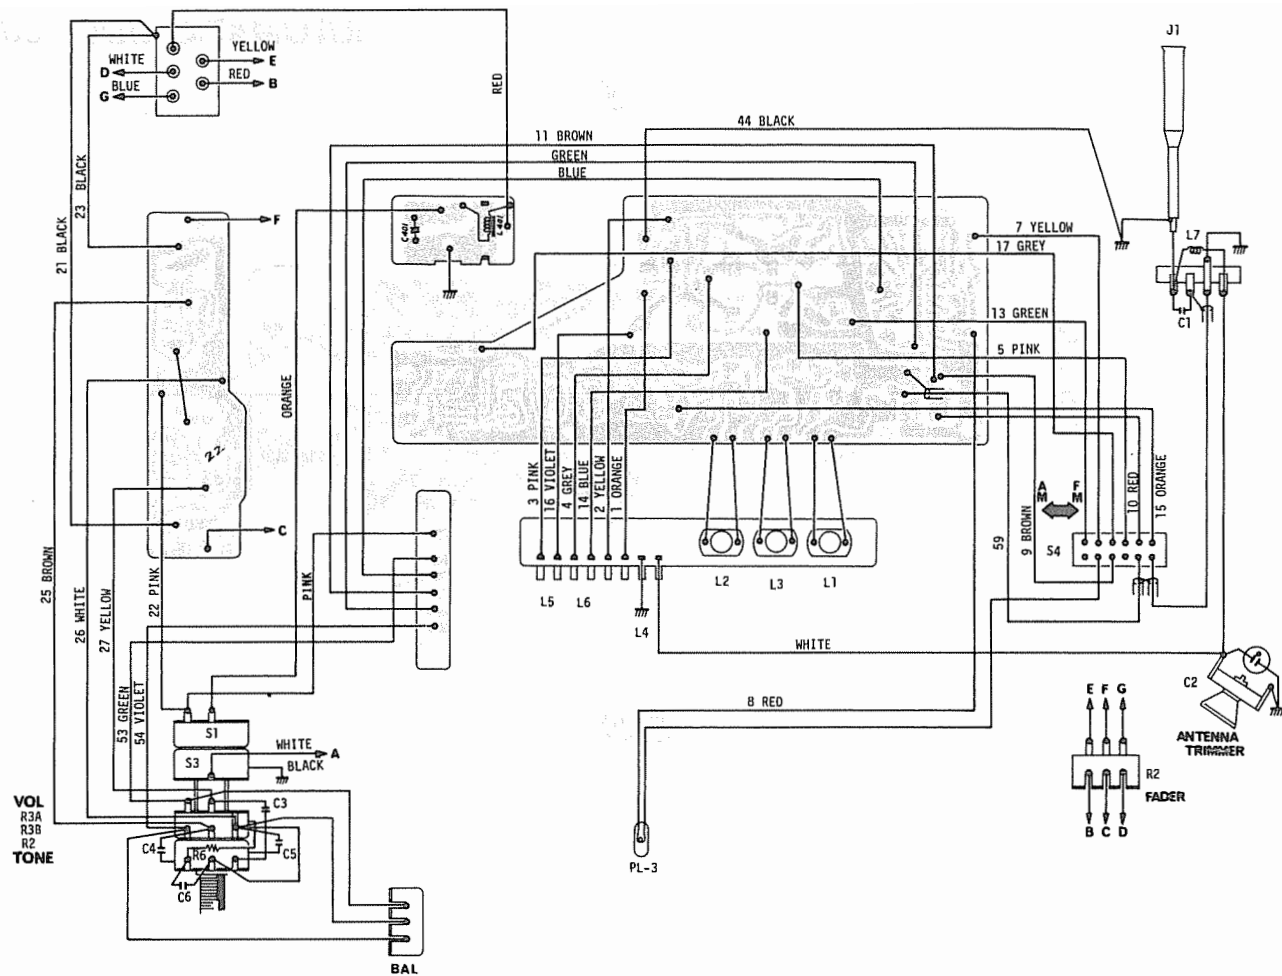 J1
YELLOW
E
WHITE
D
RED
B
BLUE
G
RED
44 BLACK
11 BROWN
GREEN
BLUE
23 BLACK
21 BLACK
F
C401
L401
7 YELLOW
L7
17 GREY
C1
13 GREEN
5 PINK
ORANGE
22
3 PINK
16 VIOLET
4 GREY
14 BLUE
2 YELLOW
1 ORANGE
AM
FM
10 RED
15 ORANGE
C
59
9 BROWN
S4
25 BROWN
26 WHITE
27 YELLOW
22 PINK
PINK
L5
L6
L4
L2
L3
L1
WHITE
53 GREEN
54 VIOLET
8 RED
E F G
C2
ANTENNA
TRIMMER
S1
S3
WHITE
A
BLACK
R2
FADER
C3
VOL
R3A
R3B
R2
TONE
C4
R6
C5
C6
B C D
PL-3
BAL